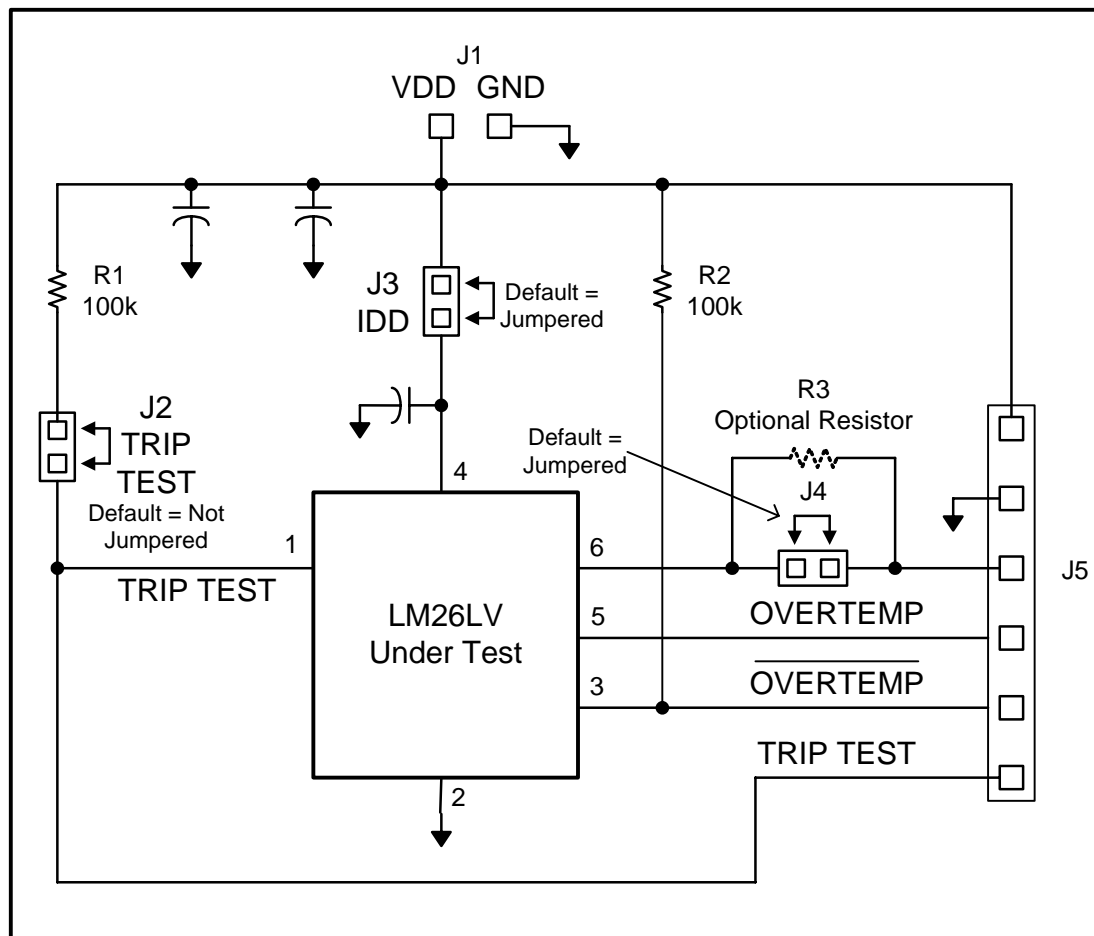 J1
VDD GND
R1
100k
J3
IDD
Default =
Jumpered
R2
100k
J2
TRIP
TEST
Default = Not
Jumpered
R3
Optional Resistor
Default =
Jumpered
J4
4
1
6
TRIP TEST
J5
LM26LV
Under Test
5
OVERTEMP
3
OVERTEMP
TRIP TEST
2